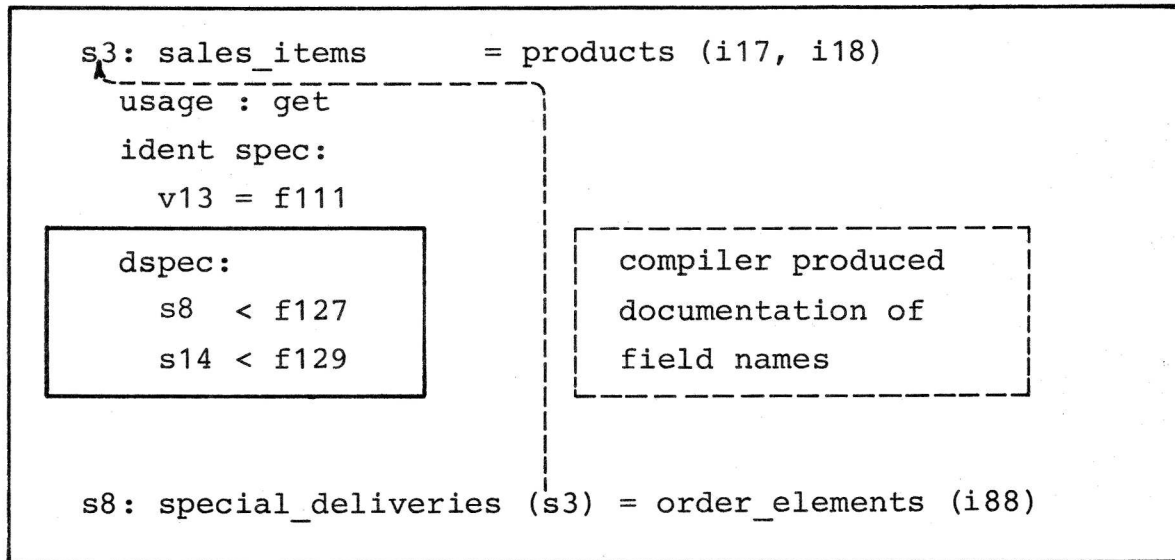 s3: sales_items = products (i17, i18)
usage : get
ident spec:
v13 = f111
dspec:
s8 < f127
s14 < f129
compiler produced
documentation of
field names
s8: special_deliveries (s3) = order_elements (i88)